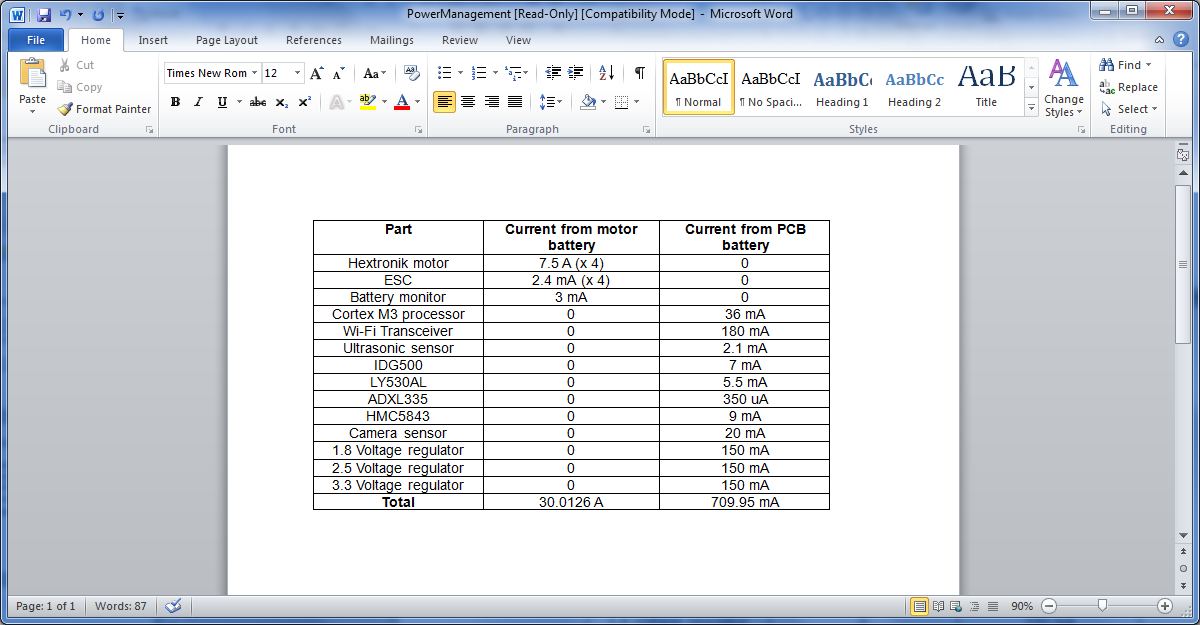 PowerManagement [Read-Only] [Compatibility Mode] - Microsoft Word
File Home Insert Page Layout References Mailings Review View
Paste
Cut
Copy
Format Painter
Clipboard
Times New Rom 12
B I U abc x₂ x²
Font
Paragraph
AaBbCcI AaBbCcI AaBbC AaBbCc AaB
¶ Normal ¶ No Spaci... Heading 1 Heading 2 Title
Change
Styles
Styles
Find
Replace
Select
Editing
Part Current from motor battery Current from PCB battery
Hextronik motor 7.5 A (x 4) 0
ESC 2.4 mA (x 4) 0
Battery monitor 3 mA 0
Cortex M3 processor 0 36 mA
Wi-Fi Transceiver 0 180 mA
Ultrasonic sensor 0 2.1 mA
IDG500 0 7 mA
LY530AL 0 5.5 mA
ADXL335 0 350 uA
HMC5843 0 9 mA
Camera sensor 0 20 mA
1.8 Voltage regulator 0 150 mA
2.5 Voltage regulator 0 150 mA
3.3 Voltage regulator 0 150 mA
Total 30.0126 A 709.95 mA
Page: 1 of 1 Words: 87 90%